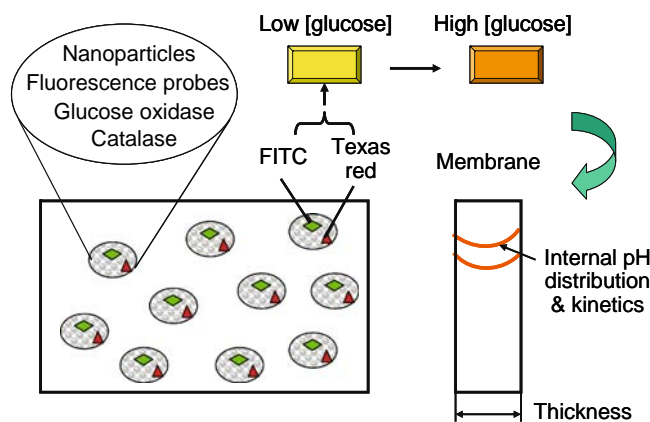 Nanoparticles
Fluorescence probes
Glucose oxidase
Catalase
Low [glucose]
High [glucose]
FITC
Texas
red
Membrane
Internal pH
distribution
& kinetics
Thickness